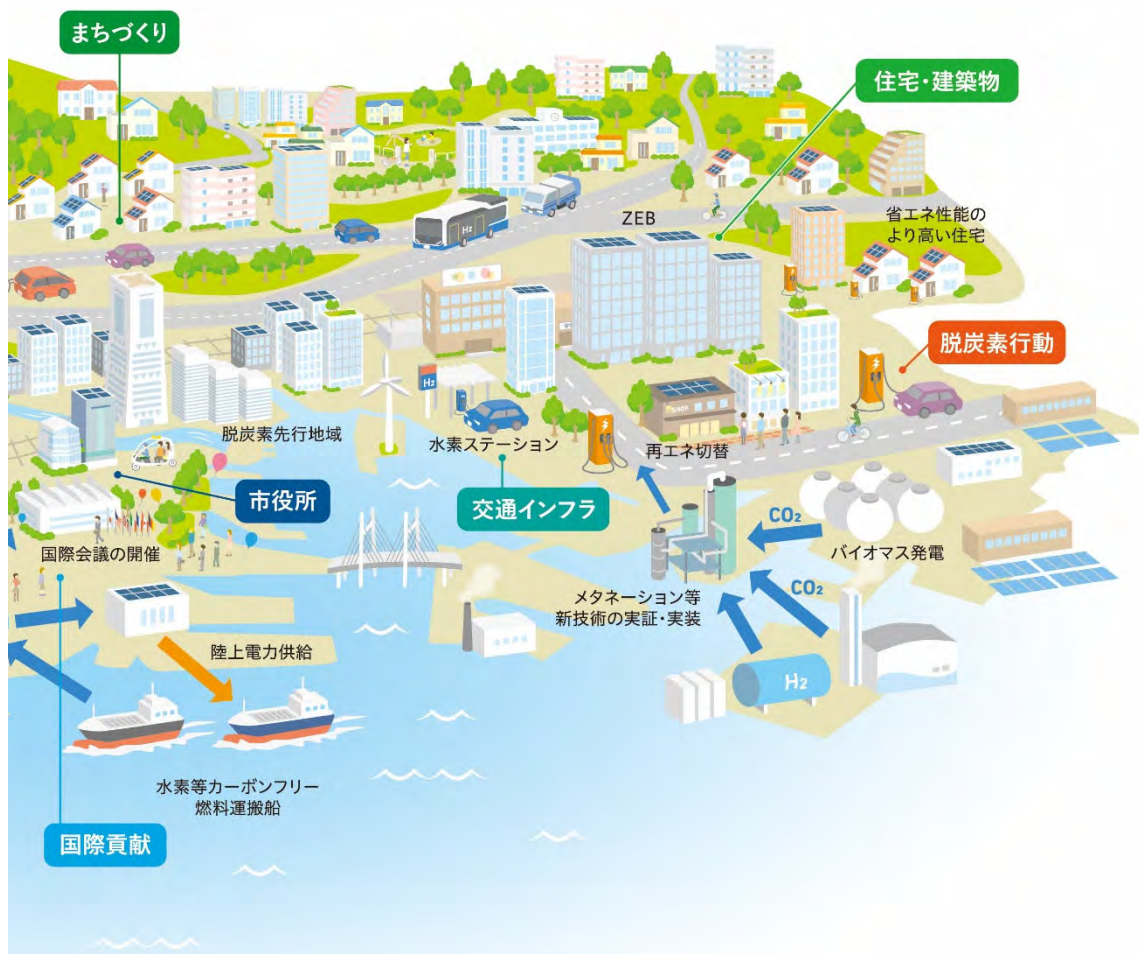 まちづくり
住宅・建築物
H2
ZEB
省エネ性能の
より高い住宅
脱炭素行動
H2
SHOP
脱炭素先行地域
水素ステーション
再エネ切替
市役所
交通インフラ
CO2
国際会議の開催
バイオマス発電
CO2
メタネーション等
新技術の実証・実装
陸上電力供給
H2
水素等カーボンフリー
燃料運搬船
国際貢献